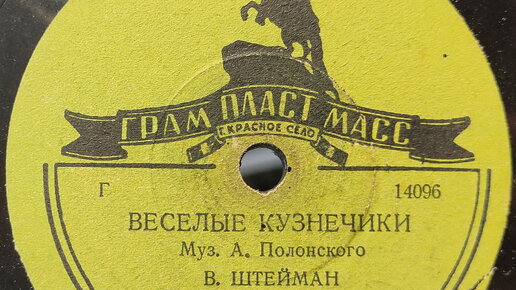 ГРАМ ПЛАСТ МАСС
Г. КРАСНОЕ СЕЛО
Г 14096
ВЕСЕЛЫЕ КУЗНЕЧИКИ
Муз. А. Полонского
В. ШТЕЙМАН